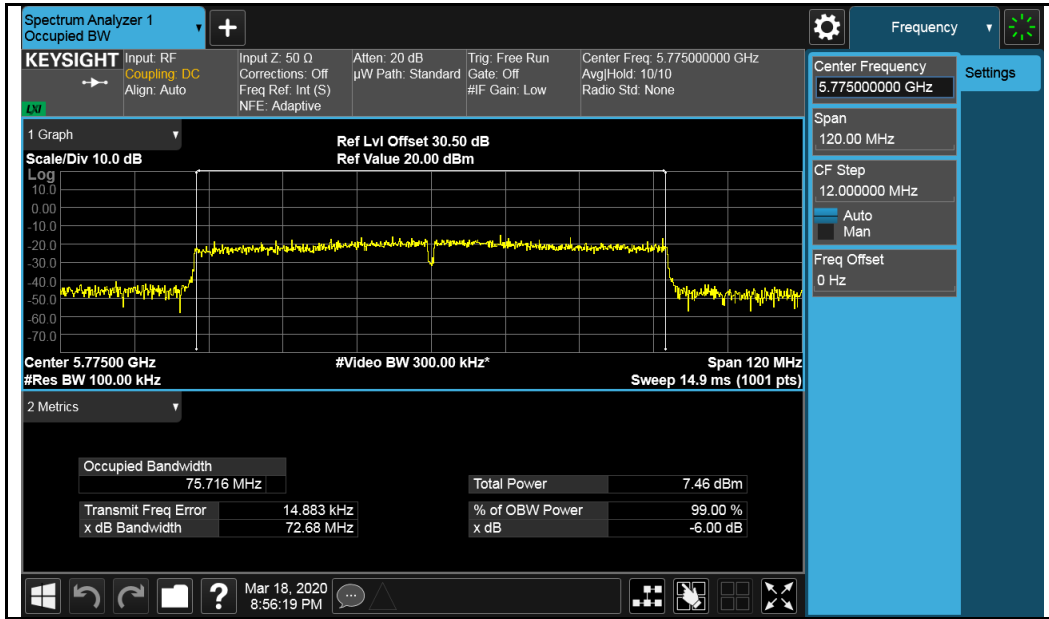 Spectrum Analyzer 1
Occupied BW
+
Frequency
KEYSIGHT
LXI
Input: RF
Coupling: DC
Align: Auto
Input Z: 50 Ω
Corrections: Off
Freq Ref: Int (S)
NFE: Adaptive
Atten: 20 dB
µW Path: Standard
Trig: Free Run
Gate: Off
#IF Gain: Low
Center Freq: 5.775000000 GHz
Avg|Hold: 10/10
Radio Std: None
Center Frequency
5.775000000 GHz
Settings
Span
120.00 MHz
CF Step
12.000000 MHz
Auto
Man
Freq Offset
0 Hz
1 Graph
Ref Lvl Offset 30.50 dB
Scale/Div 10.0 dB
Ref Value 20.00 dBm
Log
10.0
0.00
-10.0
-20.0
-30.0
-40.0
-50.0
-60.0
-70.0
Center 5.77500 GHz
#Video BW 300.00 kHz*
Span 120 MHz
#Res BW 100.00 kHz
Sweep 14.9 ms (1001 pts)
2 Metrics
Occupied Bandwidth
75.716 MHz
Total Power 7.46 dBm
Transmit Freq Error 14.883 kHz
% of OBW Power 99.00 %
x dB Bandwidth 72.68 MHz
x dB -6.00 dB
?
Mar 18, 2020
8:56:19 PM